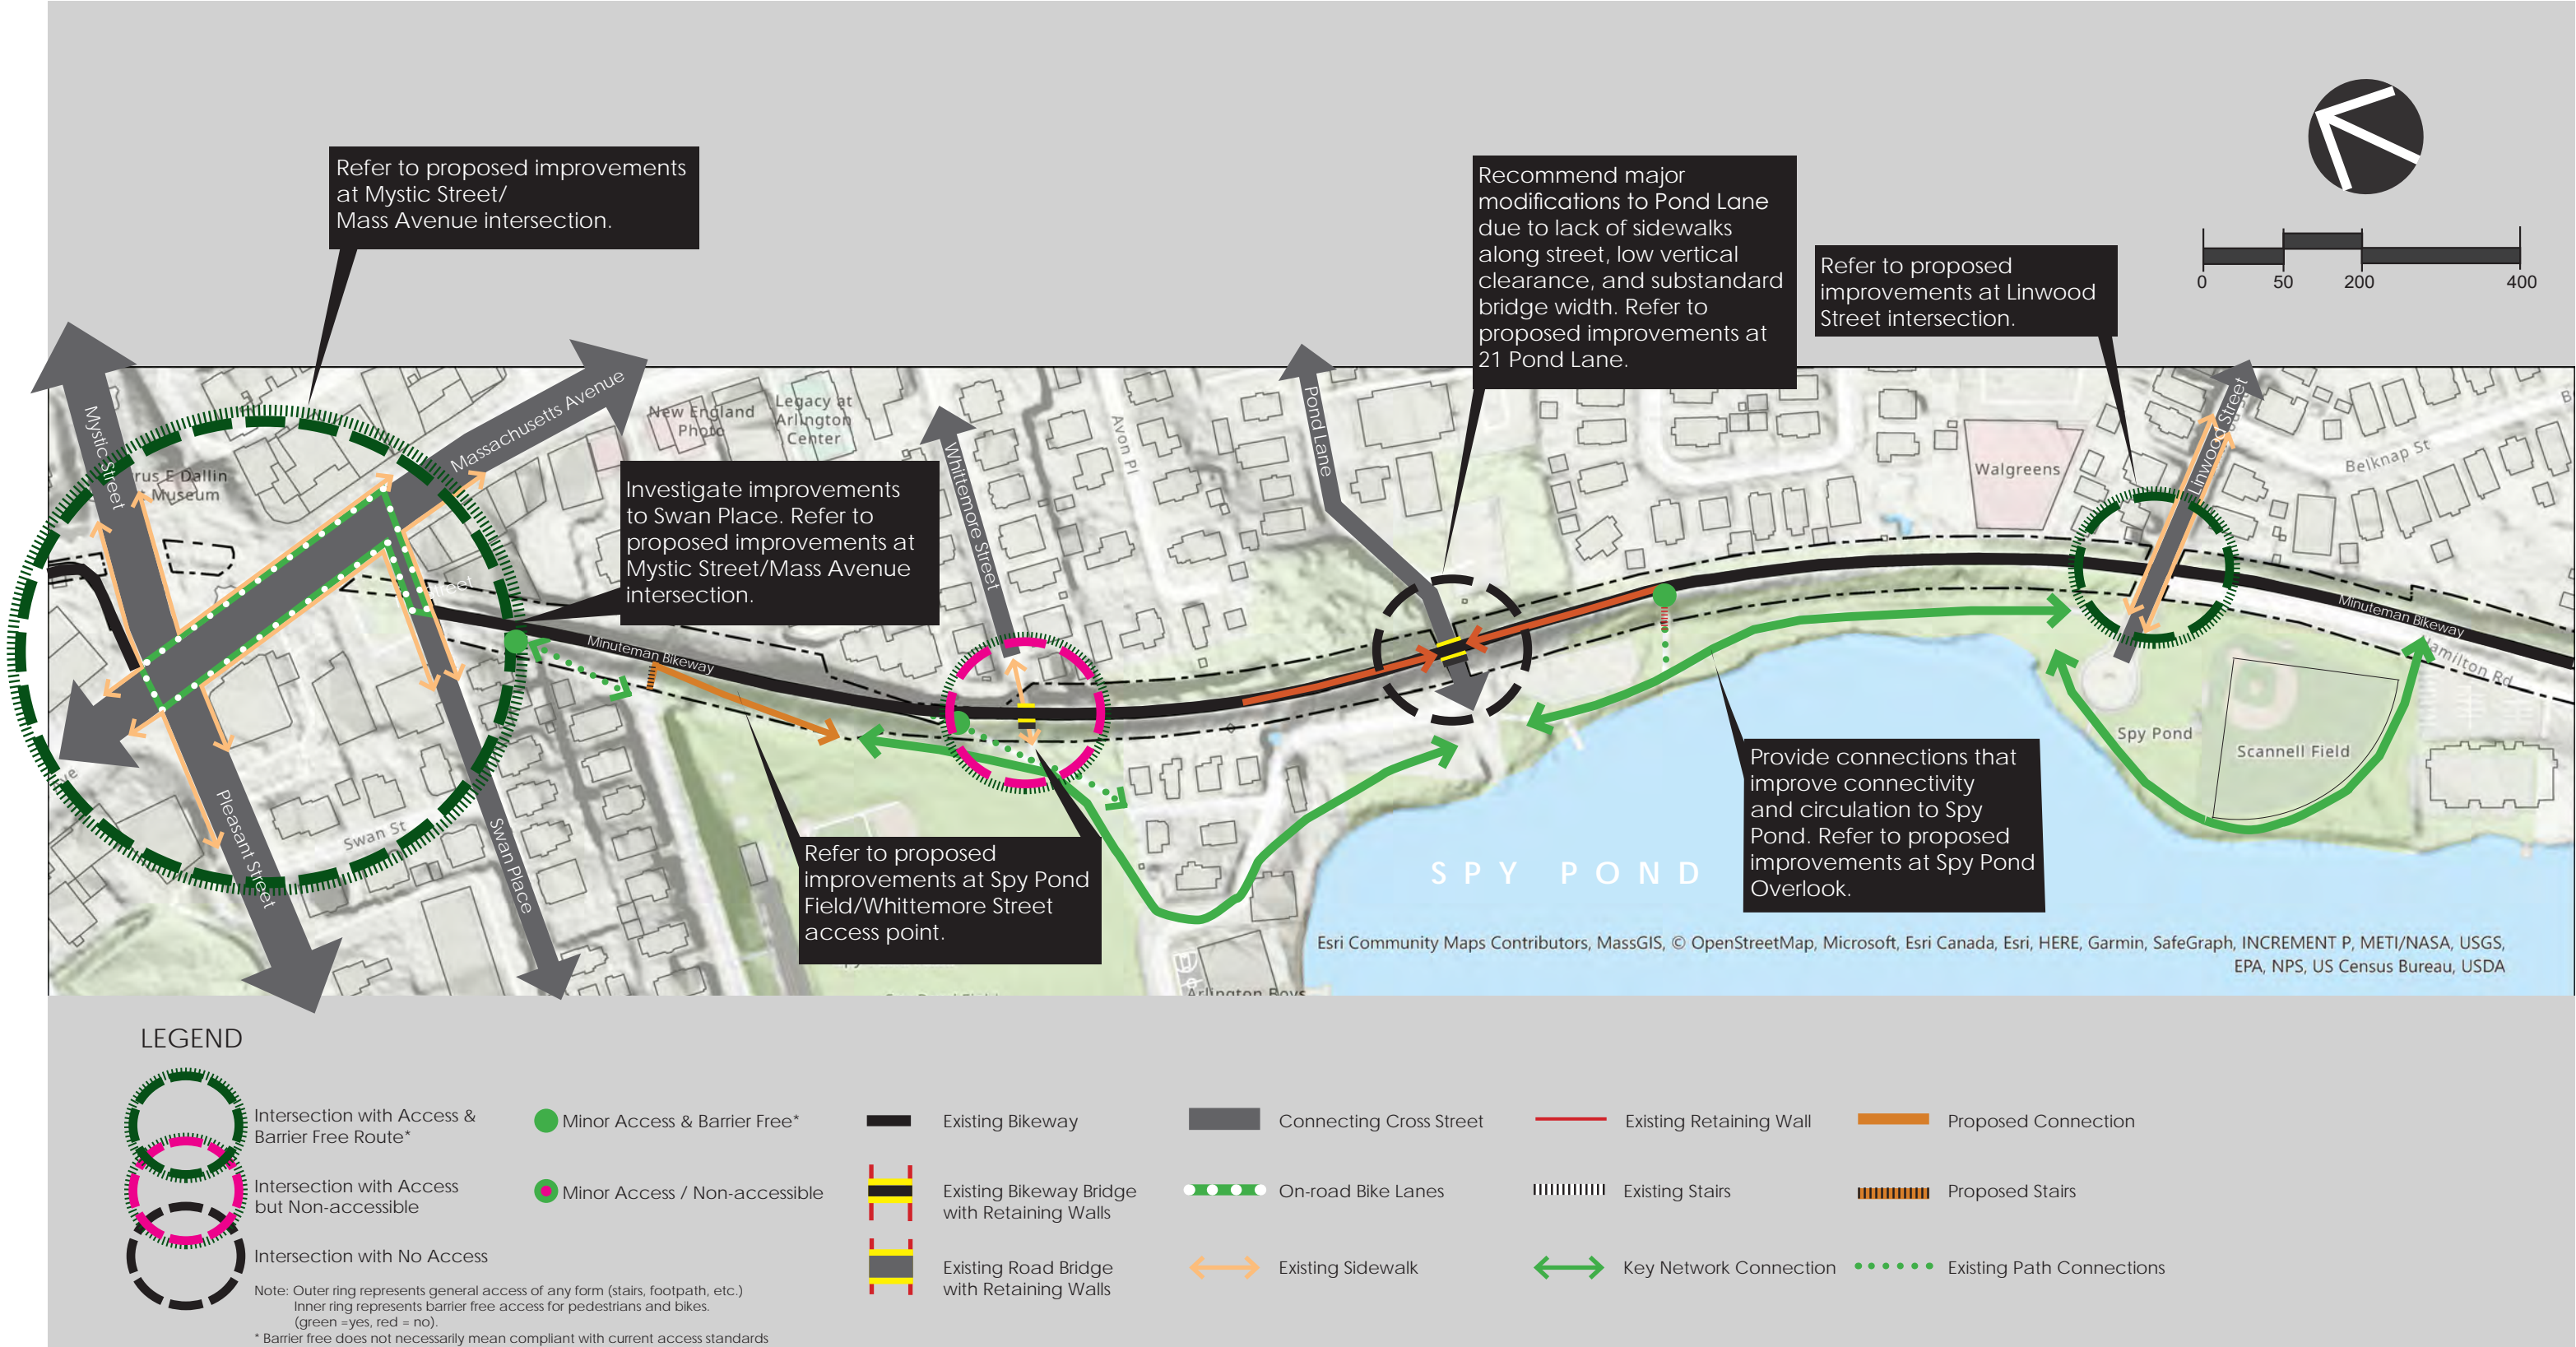 Refer to proposed improvements
at Mystic Street/
Mass Avenue intersection.
Recommend major
modifications to Pond Lane
due to lack of sidewalks
along street, low vertical
clearance, and substandard
bridge width. Refer to
proposed improvements at
21 Pond Lane.
Refer to proposed
improvements at Linwood
Street intersection.
0 50 200 400
Investigate improvements
to Swan Place. Refer to
proposed improvements at
Mystic Street/Mass Avenue
intersection.
Mystic Street
Massachusetts Avenue
rus E Dallin
Museum
New England
Photo
Legacy at
Arlington
Center
Whittemore Street
Avon Pl
Pond Lane
Walgreens
Linwood Street
Belknap St
Minuteman Bikeway
Minuteman Bikeway
Hamilton Rd
Spy Pond
Scannell Field
Pleasant Street
Swan St
Swan Place
Refer to proposed
improvements at Spy Pond
Field/Whittemore Street
access point.
SPY POND
Provide connections that
improve connectivity
and circulation to Spy
Pond. Refer to proposed
improvements at Spy Pond
Overlook.
Arlington Boys
Esri Community Maps Contributors, MassGIS, © OpenStreetMap, Microsoft, Esri Canada, Esri, HERE, Garmin, SafeGraph, INCREMENT P, METI/NASA, USGS,
EPA, NPS, US Census Bureau, USDA
LEGEND
Intersection with Access &
Barrier Free Route*
Intersection with Access
but Non-accessible
Intersection with No Access
Note: Outer ring represents general access of any form (stairs, footpath, etc.)
Inner ring represents barrier free access for pedestrians and bikes.
(green =yes, red = no).
* Barrier free does not necessarily mean compliant with current access standards
Minor Access & Barrier Free*
Minor Access / Non-accessible
Existing Bikeway
Existing Bikeway Bridge
with Retaining Walls
Existing Road Bridge
with Retaining Walls
Connecting Cross Street
On-road Bike Lanes
Existing Sidewalk
Existing Retaining Wall
Existing Stairs
Key Network Connection
Proposed Connection
Proposed Stairs
Existing Path Connections